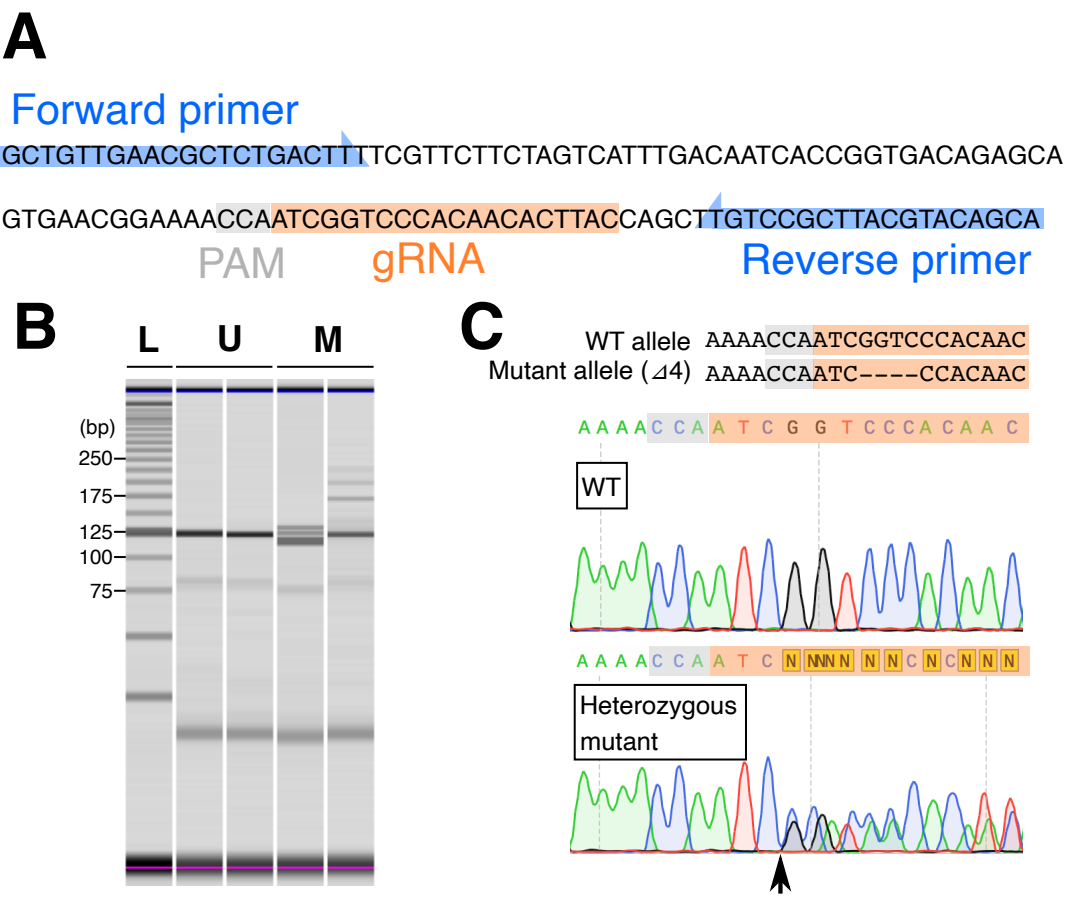 A
Forward primer
GCTGTTGAACGCTCTGACTTTTCGTTCTTCTAGTCATTTGACAATCACCGGTGACAGAGCA
GTGAACGGAAAACCAATCGGTCCCACAACACTTACCAGCTTGTCCGCTTACGTACAGCA
PAM
gRNA
Reverse primer
B
L U M
(bp)
250
175
125
100
75
C
WT allele AAAACCAATCGGTCCCACAAC
Mutant allele (⊿4) AAAACCAATC----CCACAAC
A A A A C C A A T C G G T C C C A C A A C
WT
A A A A C C A A T C N N N N N N N C N C N N N
Heterozygous
mutant